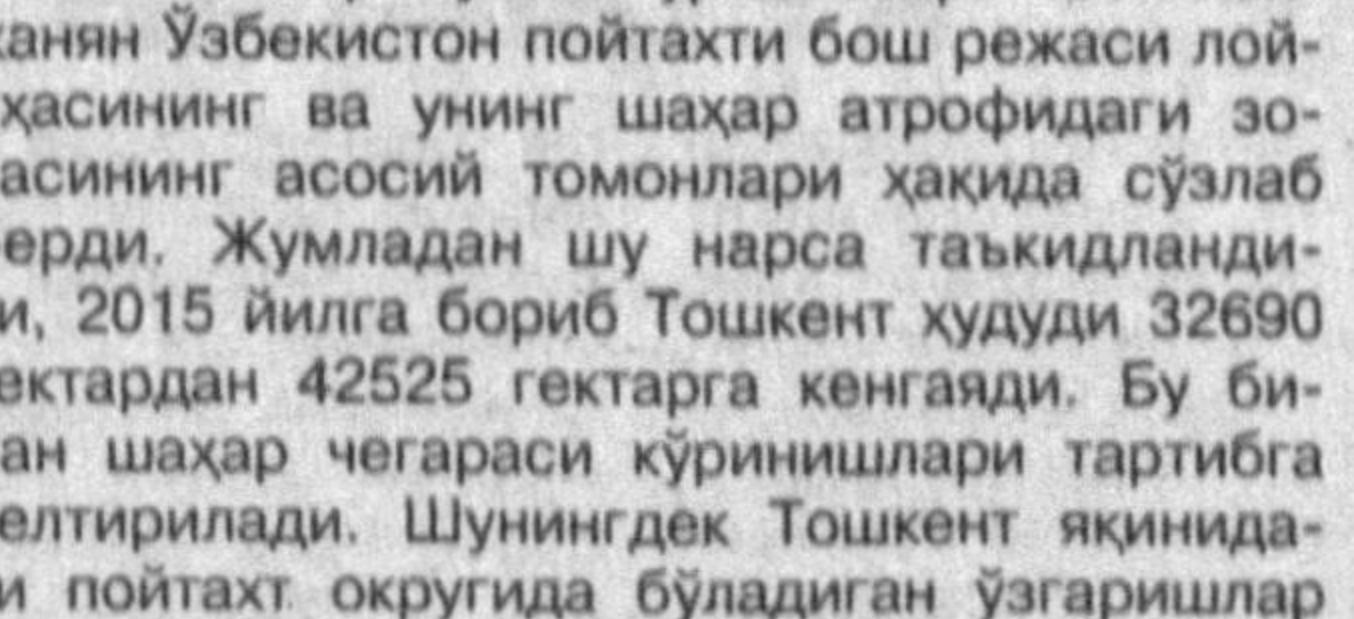 канян Ўзбекистон пойтахти бош режаси лой-
ҳасининг ва унинг шаҳар атрофидаги зо-
асининг асосий томонлари ҳақида сўзлаб
ерди. Жумладан шу нарса таъкидланди-
и, 2015 йилга бориб Тошкент ҳудуди 32690
ектардан 42525 гектарга кенгаяди. Бу би-
ан шаҳар чегараси кўринишлари тартибга
елтирилади. Шунингдек Тошкент яқинида-
и пойтахт округида бўладиган ўзгаришлар